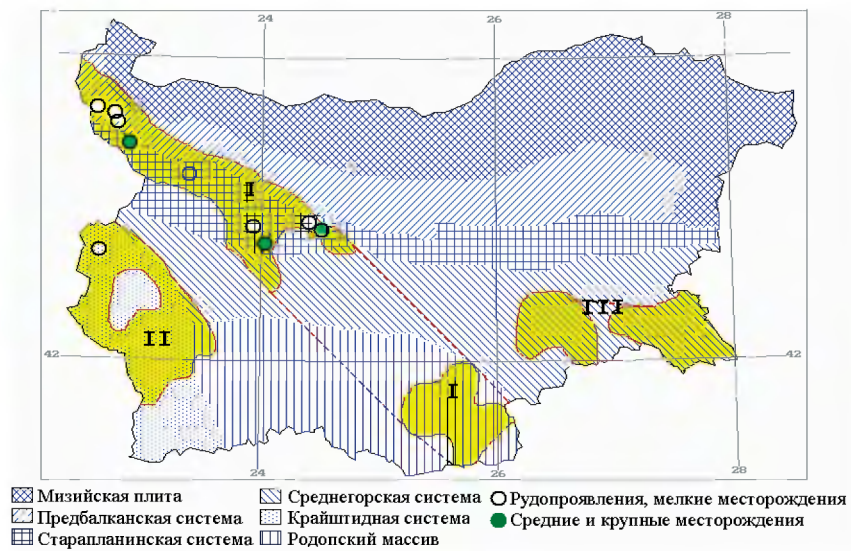 24 26 28
I
II
III
42 42
I
24 26 28
Мизийская плита
Предбалканская система
Старапланинская система
Среднегорская система
Крайштидная система
Родопский массив
Рудопроявления, мелкие месторождения
Средние и крупные месторождения